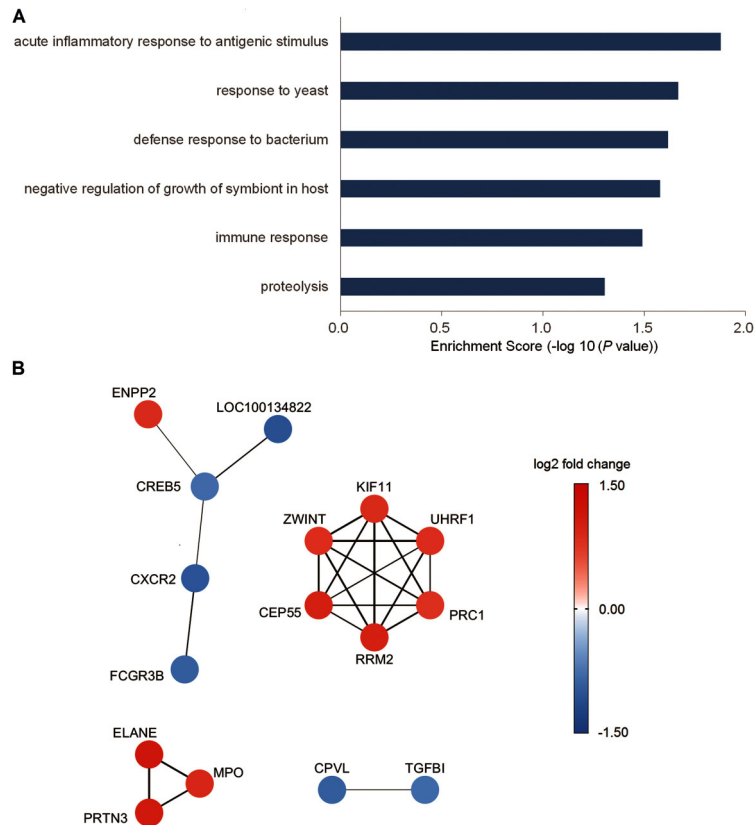 A
acute inflammatory response to antigenic stimulus
response to yeast
defense response to bacterium
negative regulation of growth of symbiont in host
immune response
proteolysis
0.0 0.5 1.0 1.5 2.0
Enrichment Score (-log 10 (P value))
B
ENPP2
LOC100134822
CREB5
CXCR2
FCGR3B
KIF11
ZWINT
UHRF1
CEP55
PRC1
RRM2
log2 fold change
1.50
0.00
-1.50
ELANE
MPO
PRTN3
CPVL
TGFBI